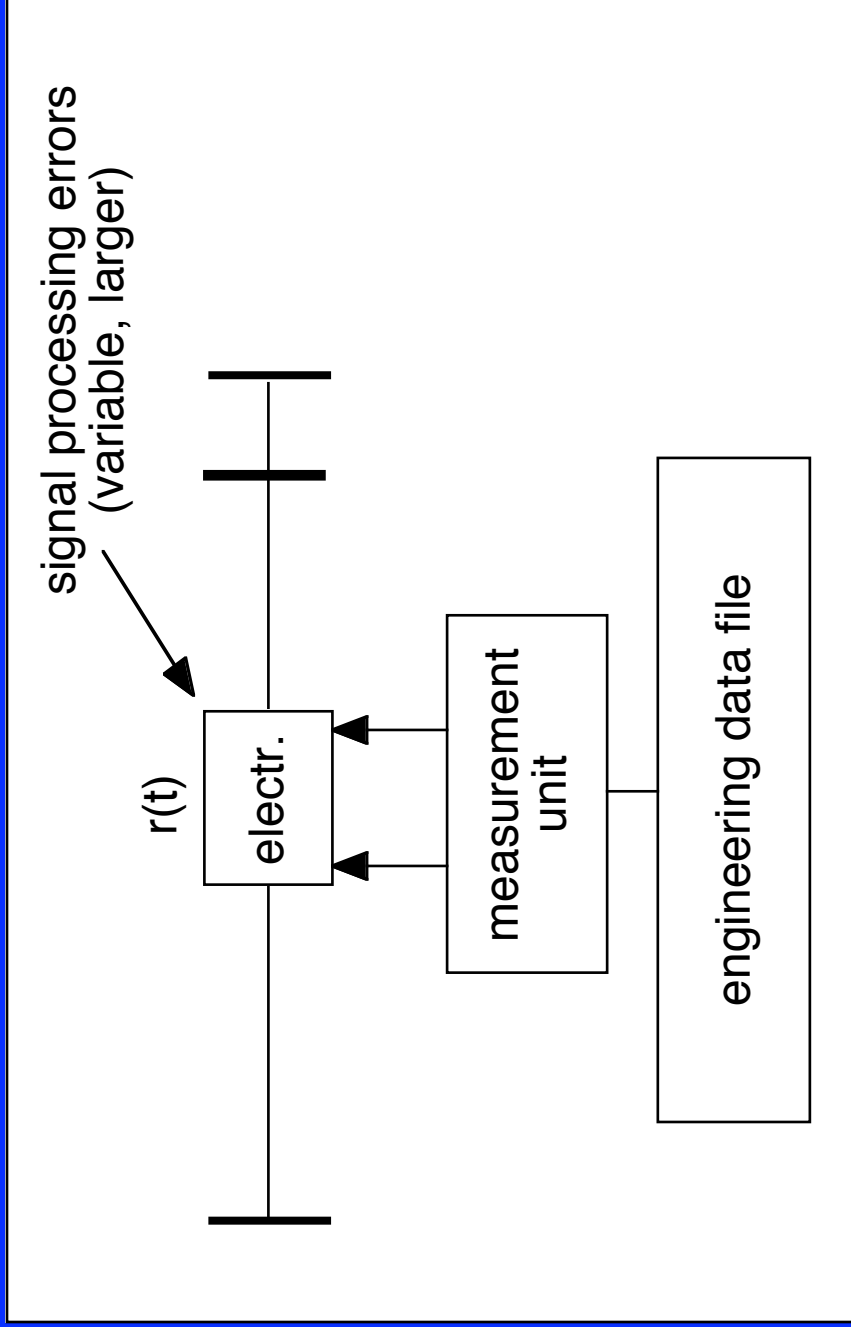 signal processing errors
(variable, larger)
r(t)
electr.
measurement
unit
engineering data file